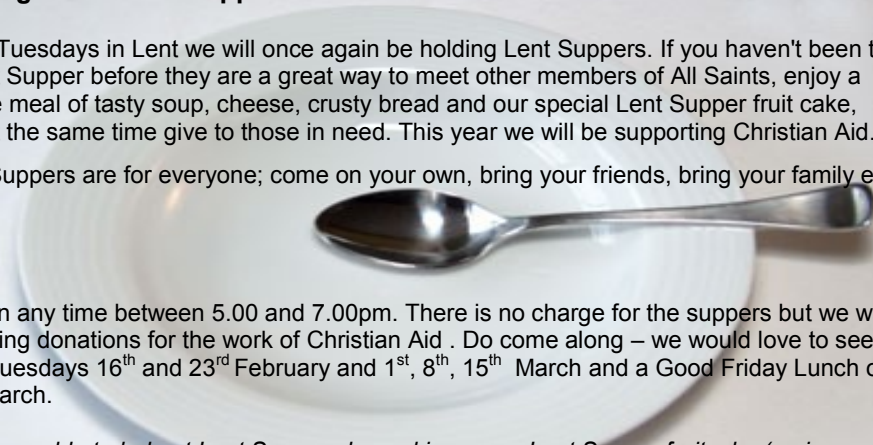 Tuesdays in Lent we will once again be holding Lent Suppers. If you haven't been
Supper before they are a great way to meet other members of All Saints, enjoy a
meal of tasty soup, cheese, crusty bread and our special Lent Supper fruit cake,
the same time give to those in need. This year we will be supporting Christian Aid.
Suppers are for everyone; come on your own, bring your friends, bring your family
any time between 5.00 and 7.00pm. There is no charge for the suppers but we
donations for the work of Christian Aid . Do come along – we would love to see
Tuesdays 16th and 23rd February and 1st, 8th, 15th March and a Good Friday Lunch